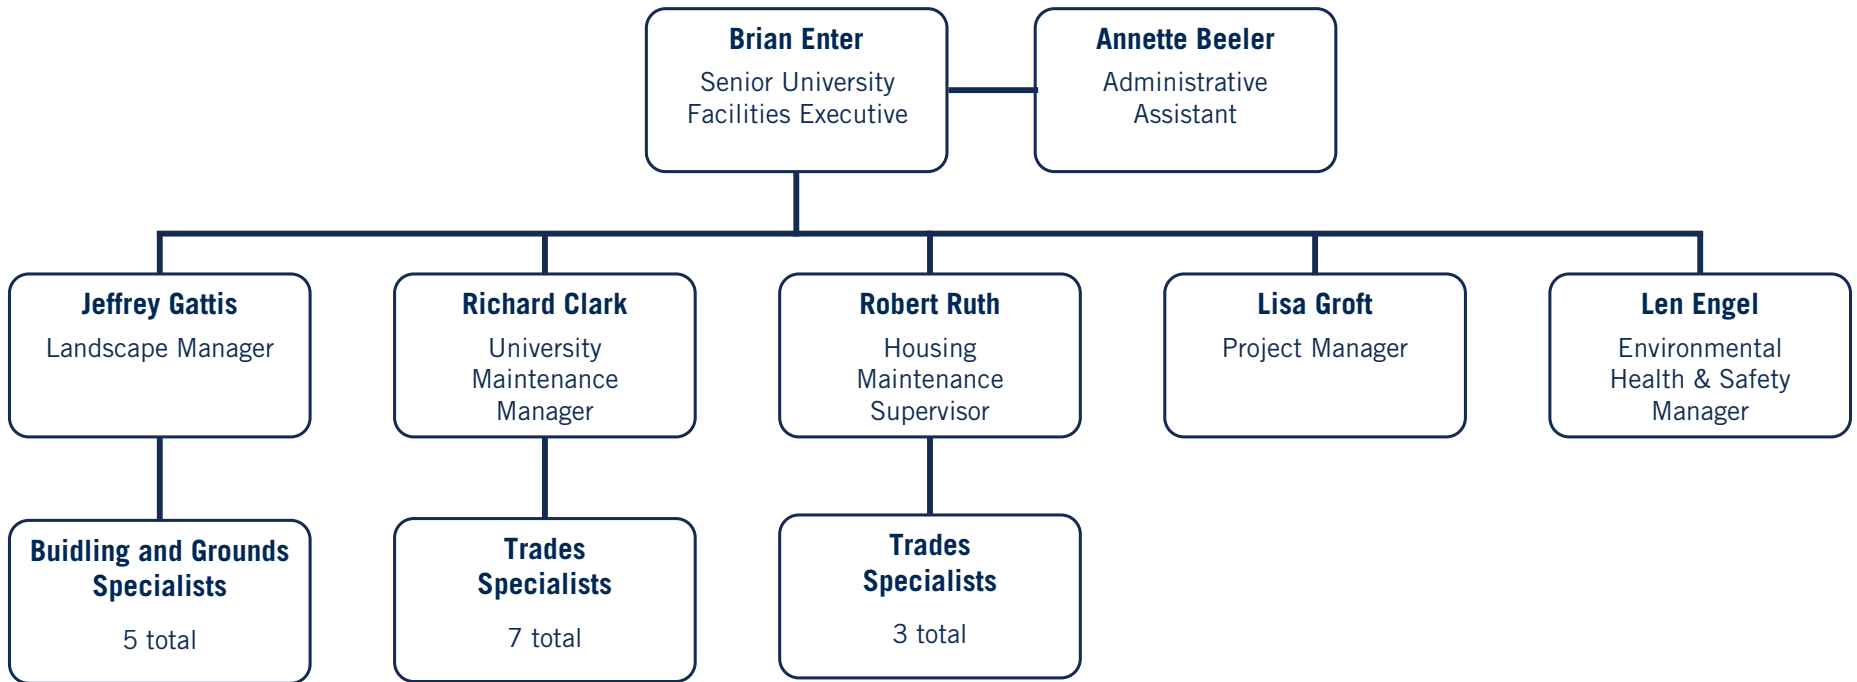 Brian Enter
Senior University
Facilities Executive
Annette Beeler
Administrative
Assistant
Jeffrey Gattis
Landscape Manager
Richard Clark
University
Maintenance
Manager
Robert Ruth
Housing
Maintenance
Supervisor
Lisa Groft
Project Manager
Len Engel
Environmental
Health & Safety
Manager
Buidling and Grounds
Specialists
5 total
Trades
Specialists
7 total
Trades
Specialists
3 total